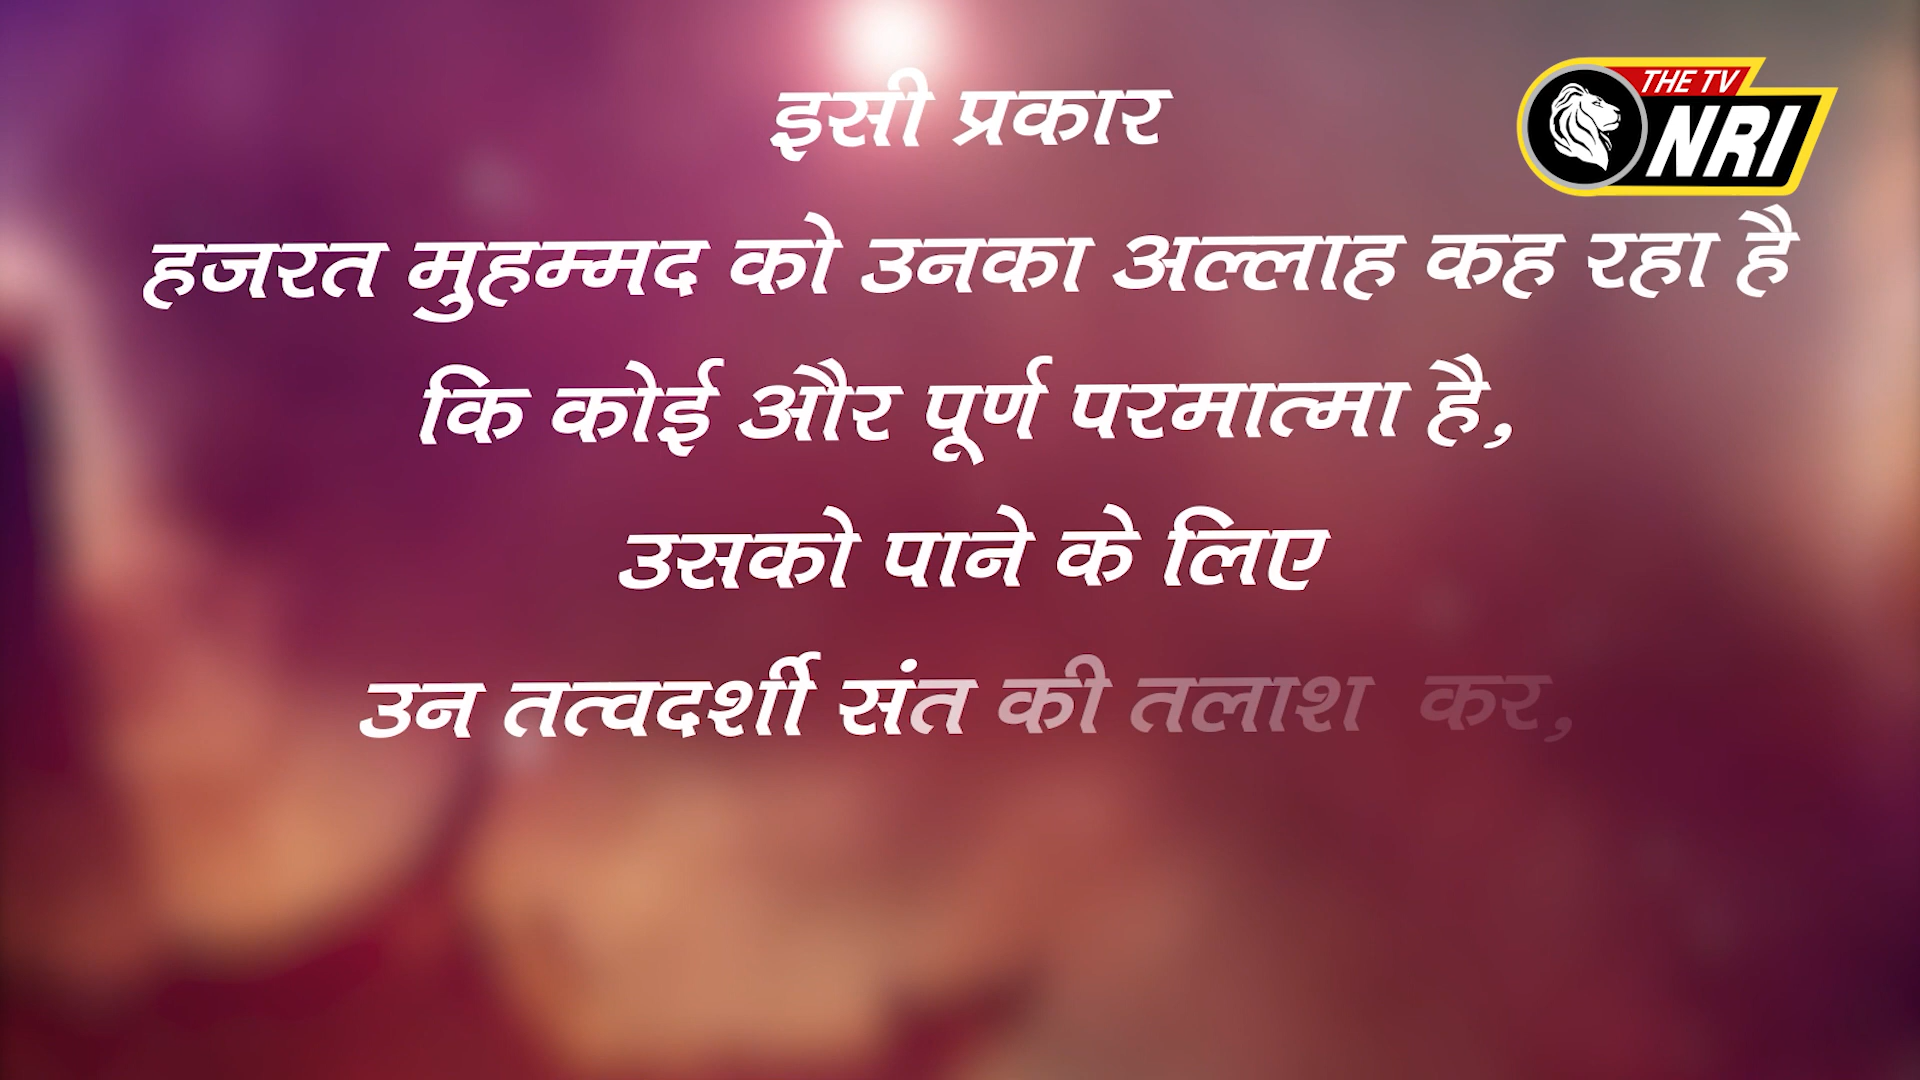 इसी प्रकार
THE TV
NRI
हजरत मुहम्मद को उनका अल्लाह कह रहा है
कि कोई और पूर्ण परमात्मा है,
उसको पाने के लिए
उन तत्वदर्शी संत की तलाश कर,